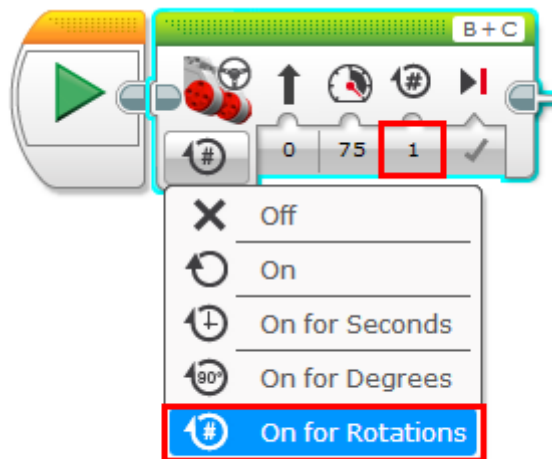 B + C
#
#
0 75 1
Off
On
On for Seconds
90° On for Degrees
# On for Rotations